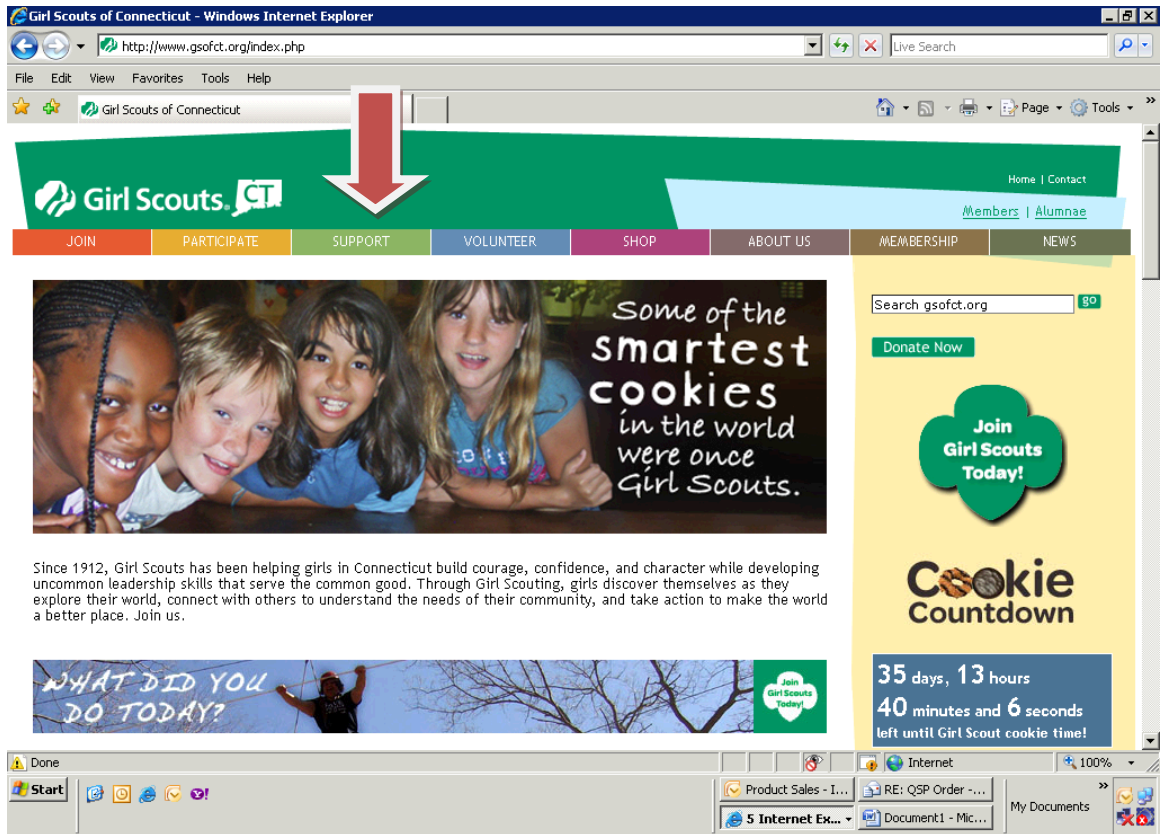 Girl Scouts of Connecticut - Windows Internet Explorer
http://www.gsofct.org/index.php
Live Search
File Edit View Favorites Tools Help
Girl Scouts of Connecticut
Page Tools »
Home | Contact
Girl Scouts. CT
Members | Alumnae
JOIN PARTICIPATE SUPPORT VOLUNTEER SHOP ABOUT US MEMBERSHIP NEWS
Some of the
smartest
cookies
in the world
were once
Girl Scouts.
Search gsofct.org go
Donate Now
Join
Girl Scouts
Today!
Since 1912, Girl Scouts has been helping girls in Connecticut build courage, confidence, and character while developing
uncommon leadership skills that serve the common good. Through Girl Scouting, girls discover themselves as they
explore their world, connect with others to understand the needs of their community, and take action to make the world
a better place. Join us.
Cookie
Countdown
WHAT DID YOU
DO TODAY?
Join
Girl Scouts
Today!
35 days, 13 hours
40 minutes and 6 seconds
left until Girl Scout cookie time!
Done
Internet
100%
Start
Product Sales - I...
RE: QSP Order -...
5 Internet Ex...
Document1 - Mic...
My Documents »